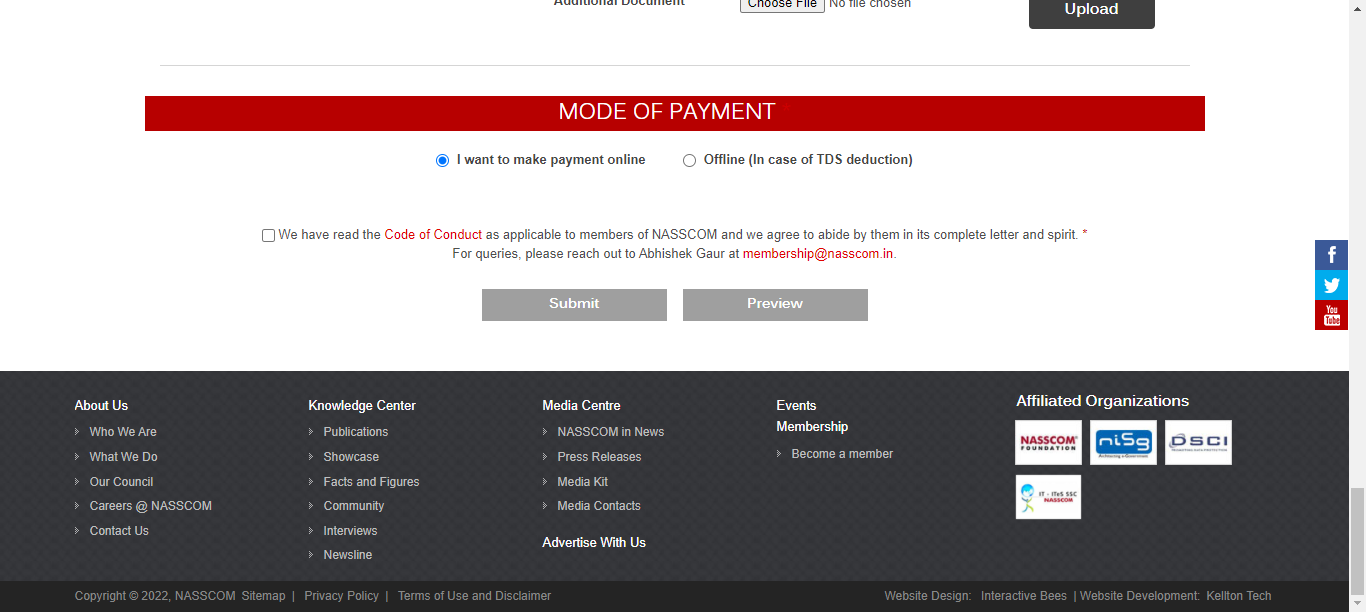 Additional Document
Choose File No file chosen
Upload
MODE OF PAYMENT
I want to make payment online
Offline (In case of TDS deduction)
We have read the Code of Conduct as applicable to members of NASSCOM and we agree to abide by them in its complete letter and spirit. *
For queries, please reach out to Abhishek Gaur at membership@nasscom.in.
Submit
Preview
You
Tube
About Us
Who We Are
What We Do
Our Council
Careers @ NASSCOM
Contact Us
Knowledge Center
Publications
Showcase
Facts and Figures
Community
Interviews
Newsline
Media Centre
NASSCOM in News
Press Releases
Media Kit
Media Contacts
Advertise With Us
Events
Membership
Become a member
Affiliated Organizations
NASSCOM®
FOUNDATION
niSg
DSCI
IT - ITeS SSC
NASSCOM
Copyright © 2022, NASSCOM Sitemap | Privacy Policy | Terms of Use and Disclaimer
Website Design: Interactive Bees | Website Development: Kellton Tech